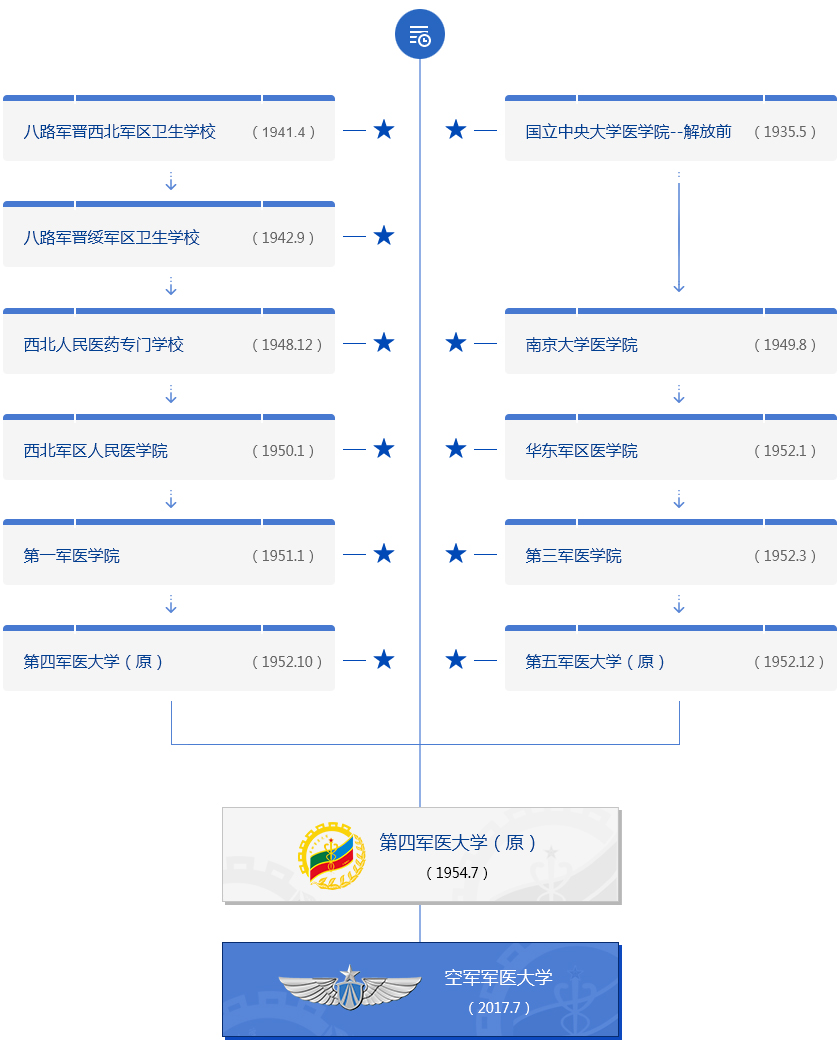 八路军晋西北军区卫生学校 （1941.4）
国立中央大学医学院--解放前 （1935.5）
八路军晋绥军区卫生学校 （1942.9）
西北人民医药专门学校 （1948.12）
南京大学医学院 （1949.8）
西北军区人民医学院 （1950.1）
华东军区医学院 （1952.1）
第一军医学院 （1951.1）
第三军医学院 （1952.3）
第四军医大学（原） （1952.10）
第五军医大学（原） （1952.12）
第四军医大学（原）
（1954.7）
空军军医大学
（2017.7）